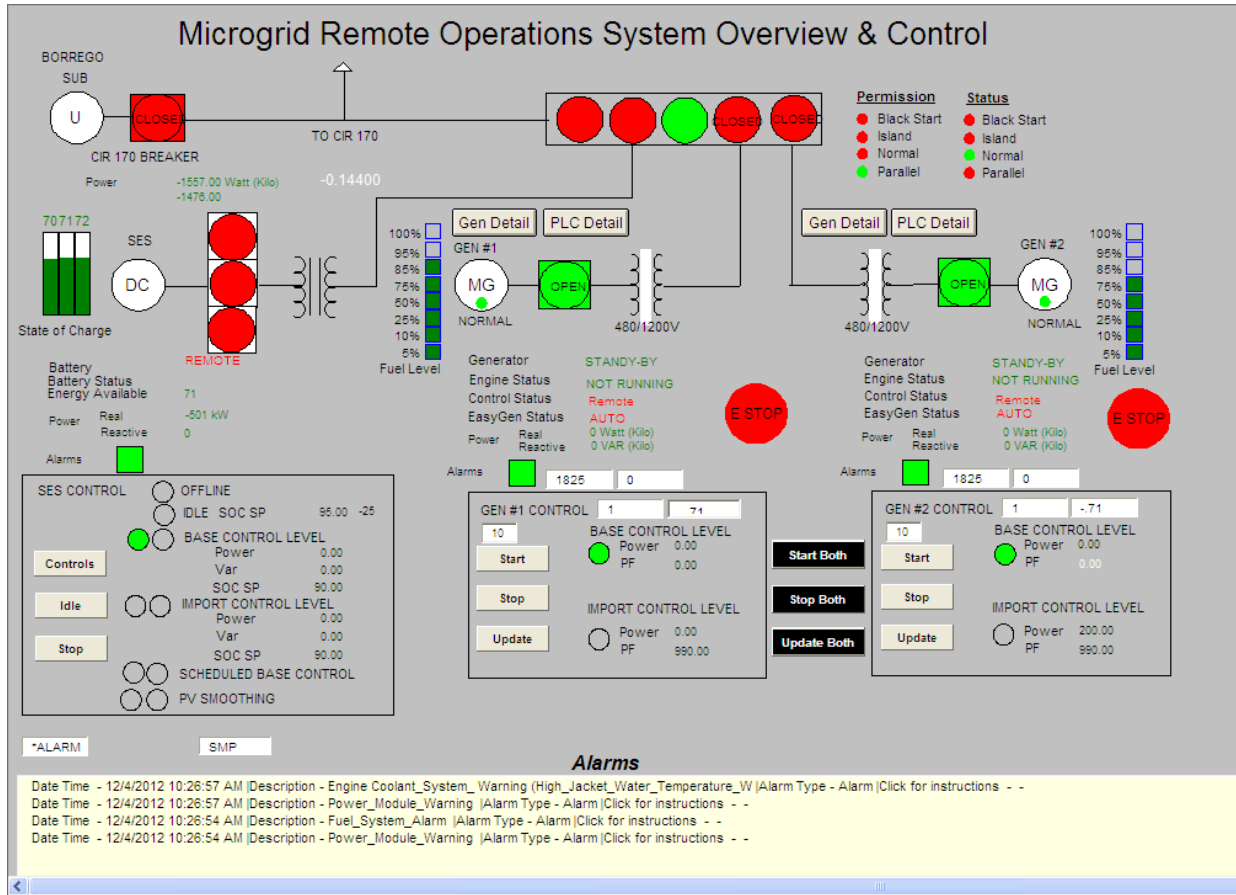 Microgrid Remote Operations System Overview & Control
BORREGO
SUB
U
CLOSED
CIR 170 BREAKER
TO CIR 170
CLOSED
CLOSED
Permission
Black Start
Island
Normal
Parallel
Status
Black Start
Island
Normal
Parallel
Power -1557.00 Watt (Kilo) -0.14400
-1476.00
707172
State of Charge
SES
DC
REMOTE
Battery
Battery Status
Energy Available 71
Power Real -501 kW
Reactive 0
Alarms
100%
95%
85%
75%
50%
25%
10%
5%
Fuel Level
Gen Detail PLC Detail
GEN #1
MG
NORMAL
OPEN
480/1200V
Generator STANDY-BY
Engine Status NOT RUNNING
Control Status Remote
EasyGen Status AUTO
Power Real 0 Watt (Kilo)
Reactive 0 VAR (Kilo)
E STOP
Alarms 1825 0
Gen Detail PLC Detail
GEN #2
MG
NORMAL
OPEN
480/1200V
100%
95%
85%
75%
50%
25%
10%
5%
Fuel Level
Generator STANDY-BY
Engine Status NOT RUNNING
Control Status Remote
EasyGen Status AUTO
Power Real 0 Watt (Kilo)
Reactive 0 VAR (Kilo)
E STOP
Alarms 1825 0
SES CONTROL
OFFLINE
IDLE SOC SP 95.00 -25
BASE CONTROL LEVEL
Power 0.00
Var 0.00
SOC SP 90.00
IMPORT CONTROL LEVEL
Power 0.00
Var 0.00
SOC SP 90.00
SCHEDULED BASE CONTROL
PV SMOOTHING
Controls
Idle
Stop
GEN #1 CONTROL 1 71
10
BASE CONTROL LEVEL
Power 0.00
PF 0.00
IMPORT CONTROL LEVEL
Power 0.00
PF 990.00
Start
Stop
Update
Start Both
Stop Both
Update Both
GEN #2 CONTROL 1 -.71
10
BASE CONTROL LEVEL
Power 0.00
PF 0.00
IMPORT CONTROL LEVEL
Power 200.00
PF 990.00
Start
Stop
Update
*ALARM SMP
Alarms
Date Time - 12/4/2012 10:26:57 AM |Description - Engine Coolant_System_ Warning (High_Jacket_Water_Temperature_W |Alarm Type - Alarm |Click for instructions - -
Date Time - 12/4/2012 10:26:57 AM |Description - Power_Module_Warning |Alarm Type - Alarm |Click for instructions - -
Date Time - 12/4/2012 10:26:54 AM |Description - Fuel_System_Alarm |Alarm Type - Alarm |Click for instructions - -
Date Time - 12/4/2012 10:26:54 AM |Description - Power_Module_Warning |Alarm Type - Alarm |Click for instructions - -